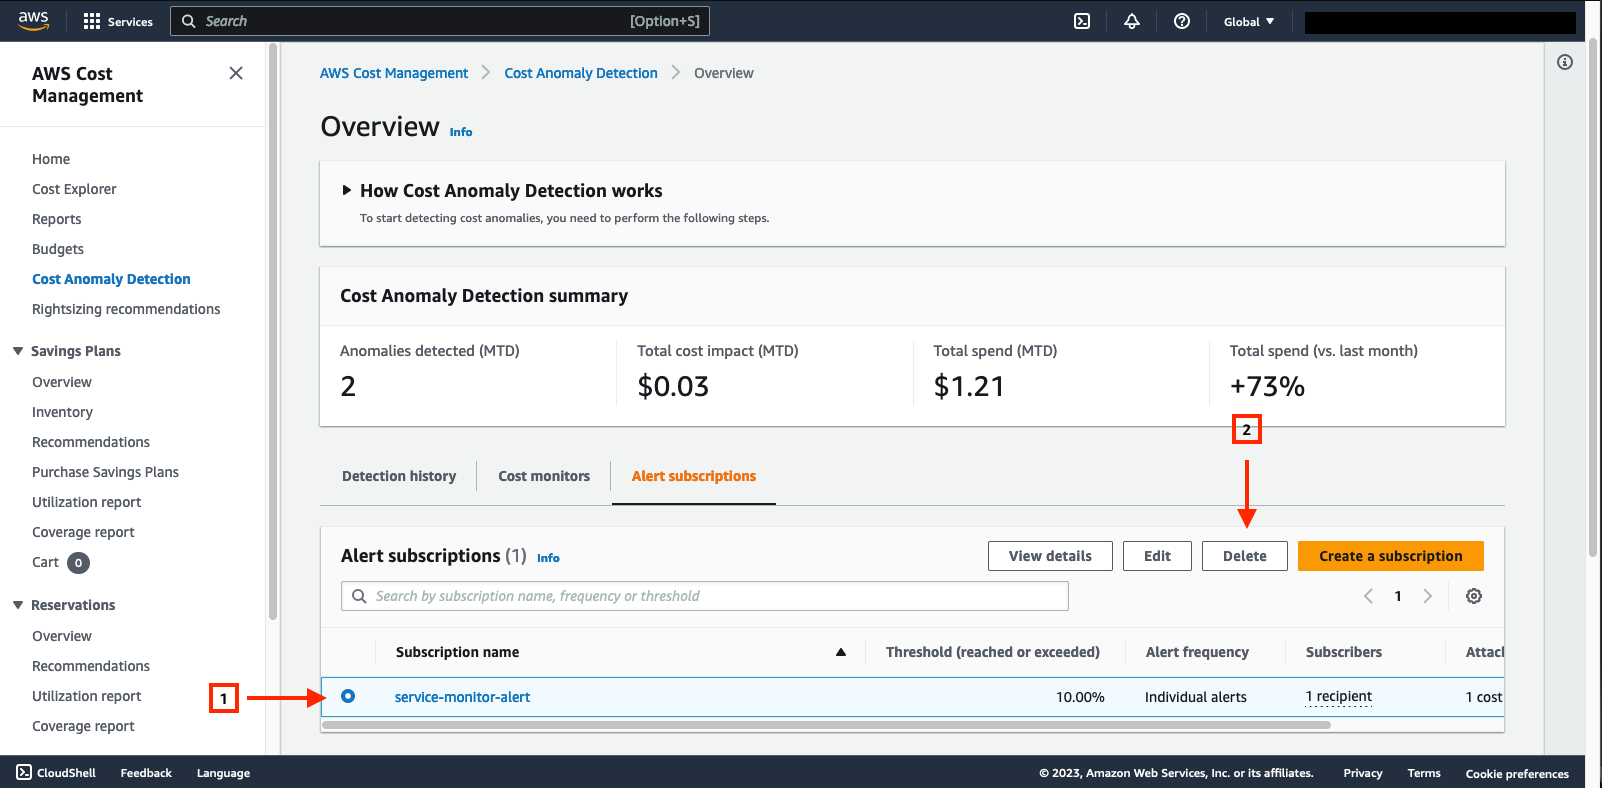 aws
Services
Search
[Option+S]
Global
AWS Cost Management
AWS Cost Management > Cost Anomaly Detection > Overview
Home
Cost Explorer
Reports
Budgets
Cost Anomaly Detection
Rightsizing recommendations
Savings Plans
Overview
Inventory
Recommendations
Purchase Savings Plans
Utilization report
Coverage report
Cart 0
Reservations
Overview
Recommendations
Utilization report
Coverage report
Overview Info
How Cost Anomaly Detection works
To start detecting cost anomalies, you need to perform the following steps.
Cost Anomaly Detection summary
Anomalies detected (MTD)
2
Total cost impact (MTD)
$0.03
Total spend (MTD)
$1.21
Total spend (vs. last month)
+73%
2
Detection history
Cost monitors
Alert subscriptions
Alert subscriptions (1) Info
View details
Edit
Delete
Create a subscription
Search by subscription name, frequency or threshold
1
Subscription name
Threshold (reached or exceeded)
Alert frequency
Subscribers
Attach
1
service-monitor-alert
10.00%
Individual alerts
1 recipient
1 cost
CloudShell
Feedback
Language
© 2023, Amazon Web Services, Inc. or its affiliates.
Privacy
Terms
Cookie preferences